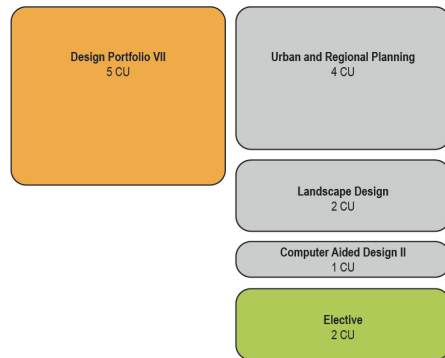 Design Portfolio VII
5 CU
Urban and Regional Planning
4 CU
Landscape Design
2 CU
Computer Aided Design II
1 CU
Elective
2 CU